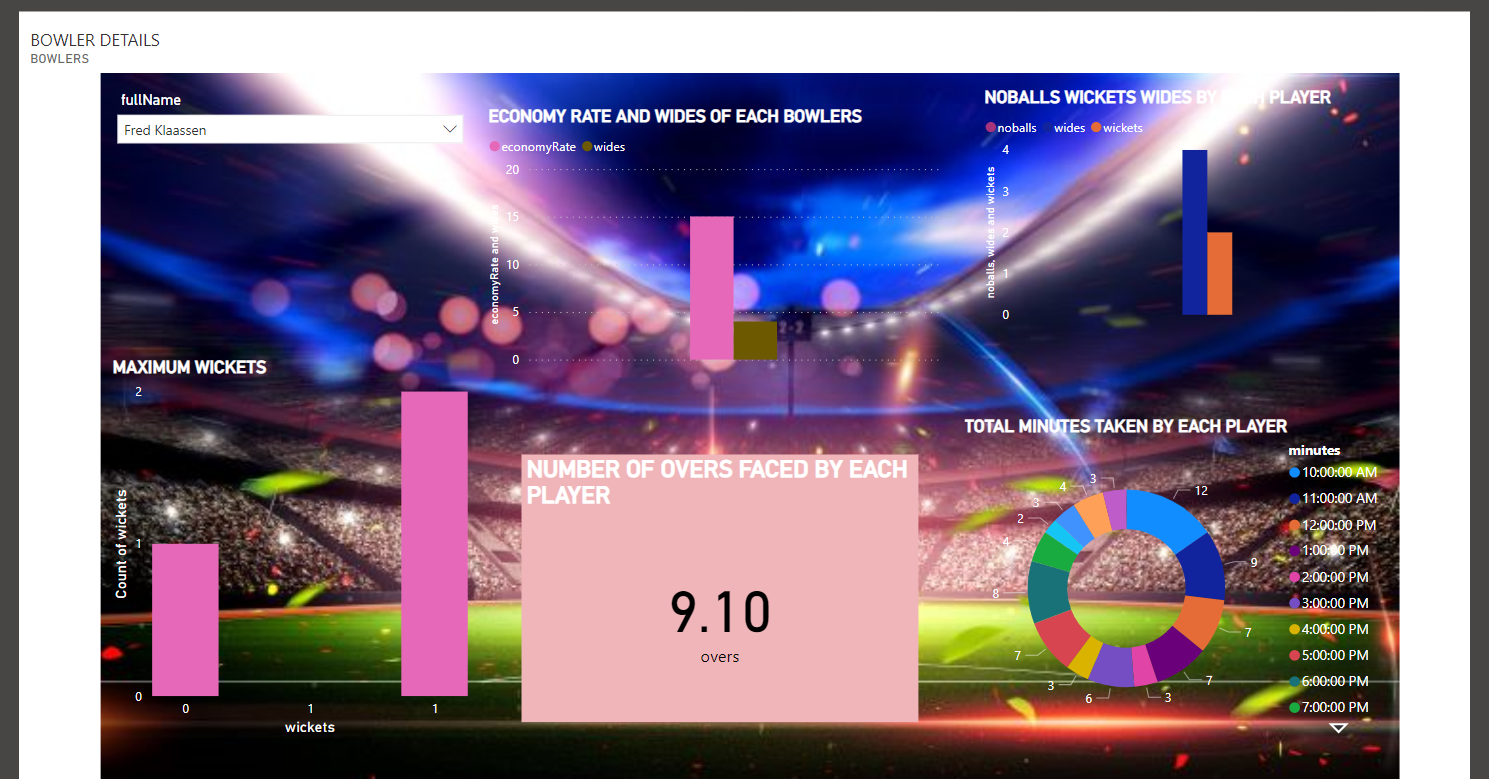 BOWLER DETAILS
BOWLERS
fullName
Fred Klaassen
ECONOMY RATE AND WIDES OF EACH BOWLERS
economyRate wides
economyRate and wides
20
15
10
5
0
NOBALLS WICKETS WIDES BY EACH PLAYER
noballs wides wickets
noballs, wides and wickets
4
3
2
1
0
MAXIMUM WICKETS
Count of wickets
2
1
0
0 1 1
wickets
NUMBER OF OVERS FACED BY EACH
PLAYER
9.10
overs
TOTAL MINUTES TAKEN BY EACH PLAYER
12
9
7
7
3
6
3
7
8
4
2
3
4
3
minutes
10:00:00 AM
11:00:00 AM
12:00:00 PM
1:00:00 PM
2:00:00 PM
3:00:00 PM
4:00:00 PM
5:00:00 PM
6:00:00 PM
7:00:00 PM